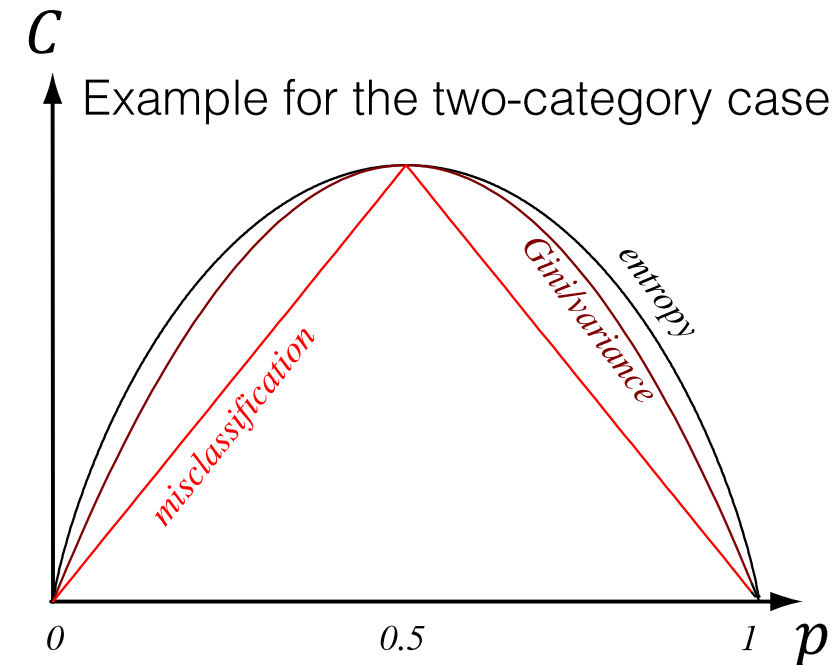 C
Example for the two-category case
entropy
Gini/variance
misclassification
0
0.5
1
p